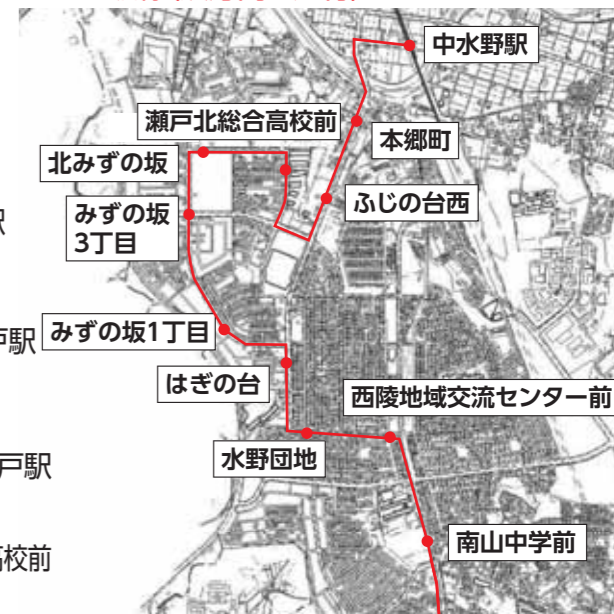 中水野駅
瀬戸北総合高校前
本郷町
北みずの坂
ふじの台西
みずの坂
3丁目
駅
みずの坂1丁目
戸駅
はぎの台
西陵地域交流センター前
水野団地
戸駅
南山中学前
高校前